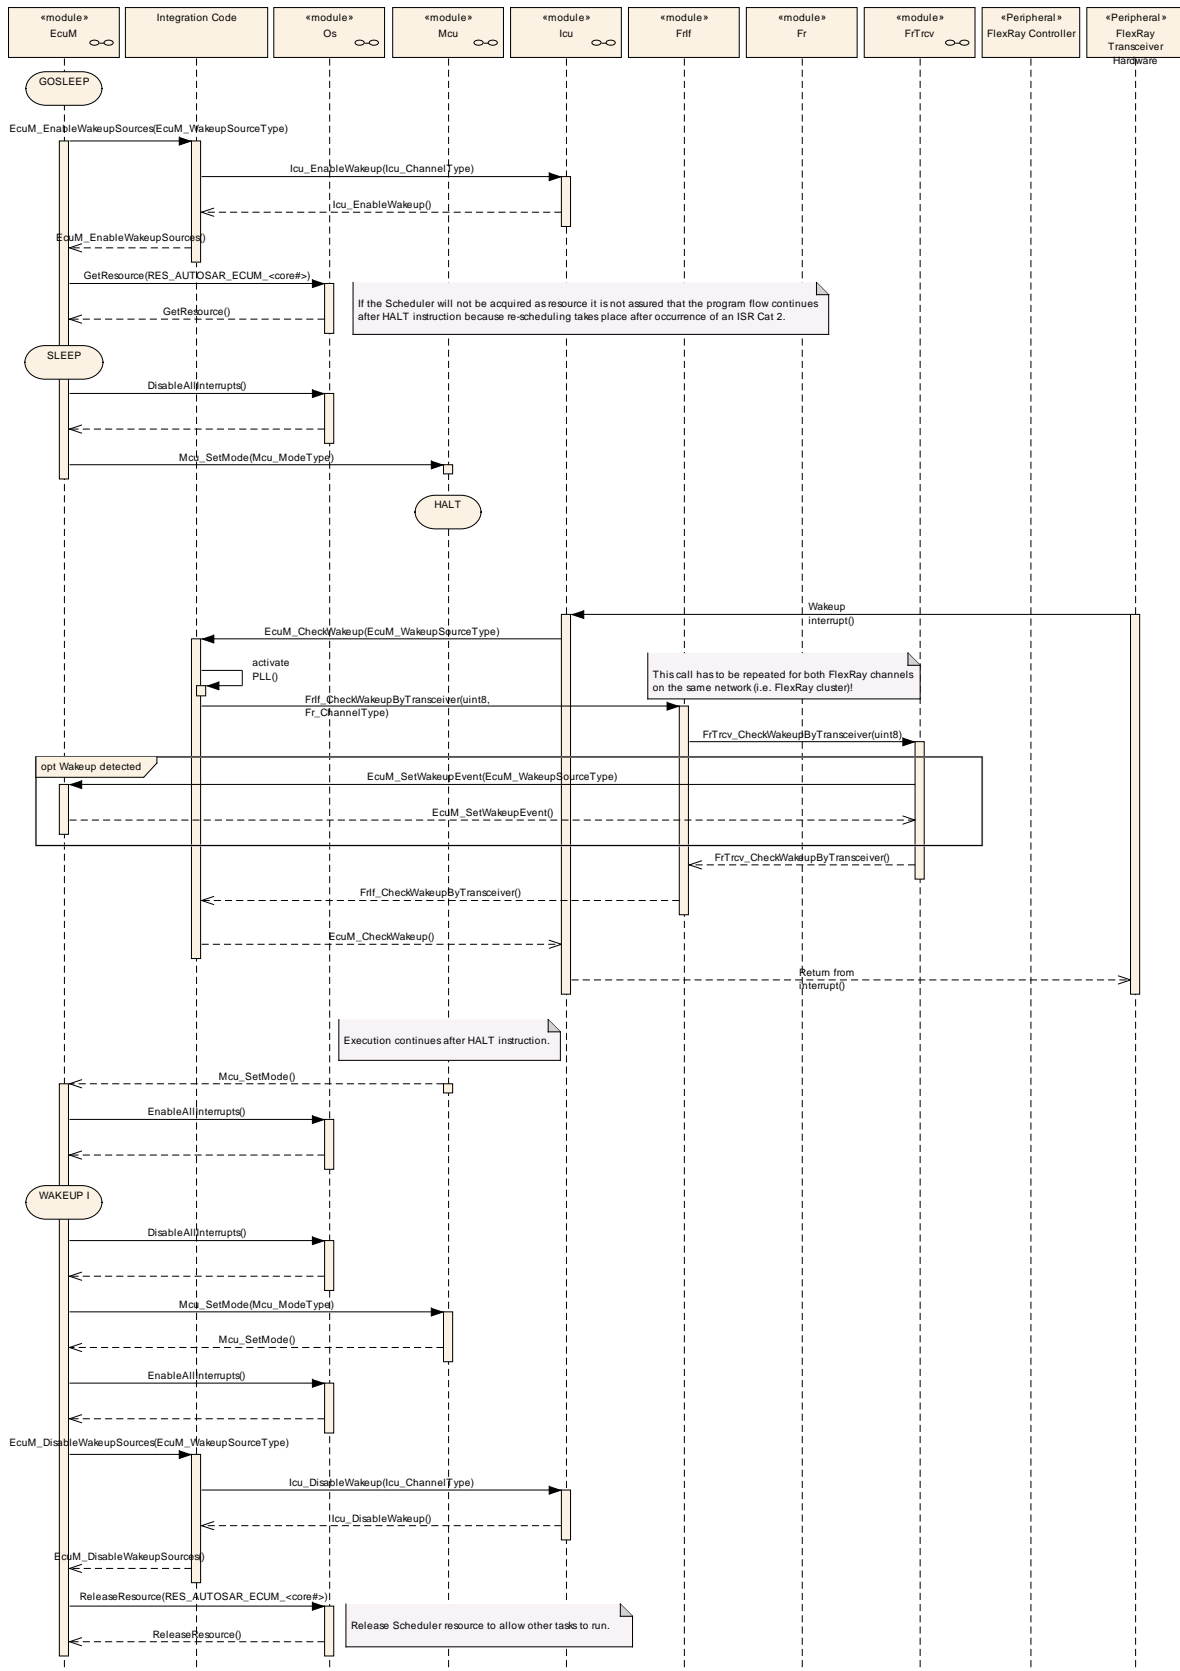 «module»
EcuM
Integration Code
«module»
Os
«module»
Mcu
«module»
Icu
«module»
FrIf
«module»
Fr
«module»
FrTrcv
«Peripheral»
FlexRay Controller
«Peripheral»
FlexRay
Transceiver
Hardware
GOSLEEP
EcuM_EnableWakeupSources(EcuM_WakeupSourceType)
Icu_EnableWakeup(Icu_ChannelType)
Icu_EnableWakeup()
EcuM_EnableWakeupSources()
GetResource(RES_AUTOSAR_ECUM_<core#>)
If the Scheduler will not be acquired as resource it is not assured that the program flow continues
after HALT instruction because re-scheduling takes place after occurrence of an ISR Cat 2.
GetResource()
SLEEP
DisableAllInterrupts()
Mcu_SetMode(Mcu_ModeType)
HALT
Wakeup
interrupt()
EcuM_CheckWakeup(EcuM_WakeupSourceType)
activate
PLL()
This call has to be repeated for both FlexRay channels
on the same network (i.e. FlexRay cluster)!
FrIf_CheckWakeupByTransceiver(uint8,
Fr_ChannelType)
FrTrcv_CheckWakeupByTransceiver(uint8)
opt Wakeup detected
EcuM_SetWakeupEvent(EcuM_WakeupSourceType)
EcuM_SetWakeupEvent()
FrTrcv_CheckWakeupByTransceiver()
FrIf_CheckWakeupByTransceiver()
EcuM_CheckWakeup()
Return from
interrupt()
Execution continues after HALT instruction.
Mcu_SetMode()
EnableAllInterrupts()
WAKEUP I
DisableAllInterrupts()
Mcu_SetMode(Mcu_ModeType)
Mcu_SetMode()
EnableAllInterrupts()
EcuM_DisableWakeupSources(EcuM_WakeupSourceType)
Icu_DisableWakeup(Icu_ChannelType)
Icu_DisableWakeup()
EcuM_DisableWakeupSources()
ReleaseResource(RES_AUTOSAR_ECUM_<core#>)
Release Scheduler resource to allow other tasks to run.
ReleaseResource()